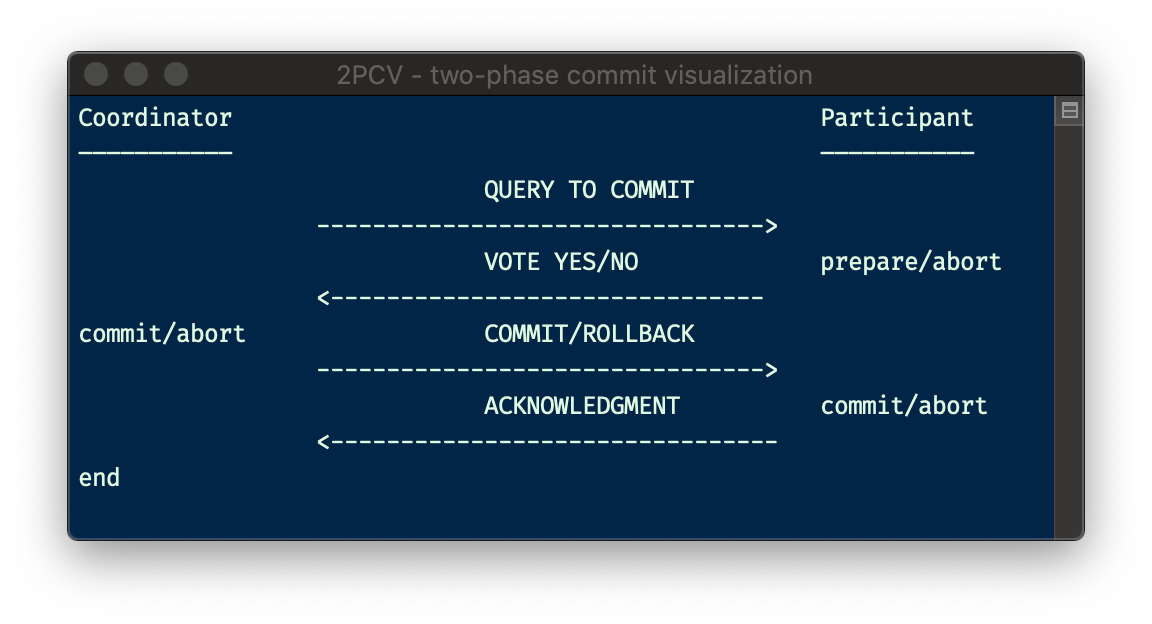 2PCV - two-phase commit visualization
Coordinator Participant
___________ ___________
QUERY TO COMMIT
-------------------------------->
VOTE YES/NO prepare/abort
<-------------------------------
commit/abort COMMIT/ROLLBACK
-------------------------------->
ACKNOWLEDGMENT commit/abort
<--------------------------------
end